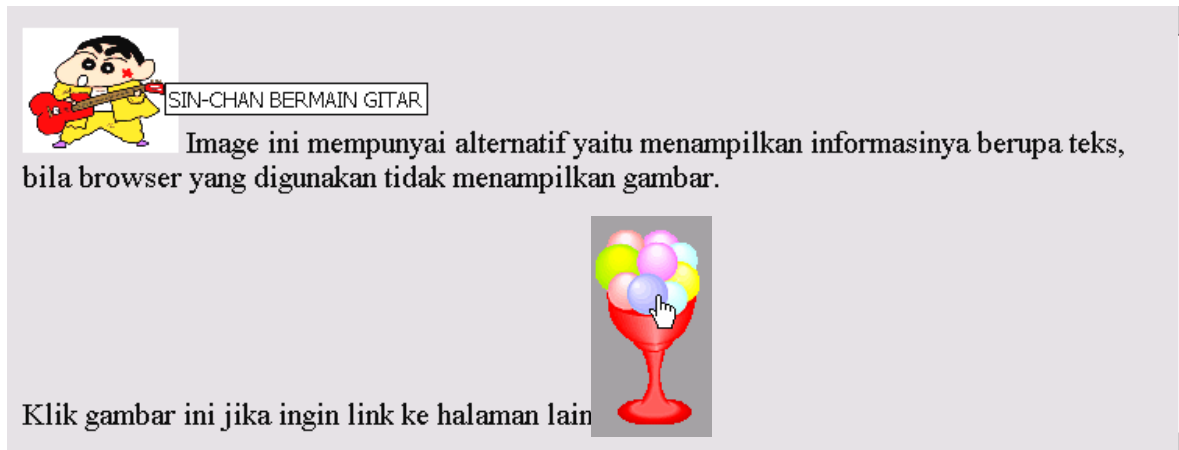 SIN-CHAN BERMAIN GITAR
Image ini mempunyai alternatif yaitu menampilkan informasinya berupa teks,
bila browser yang digunakan tidak menampilkan gambar.
Klik gambar ini jika ingin link ke halaman lain